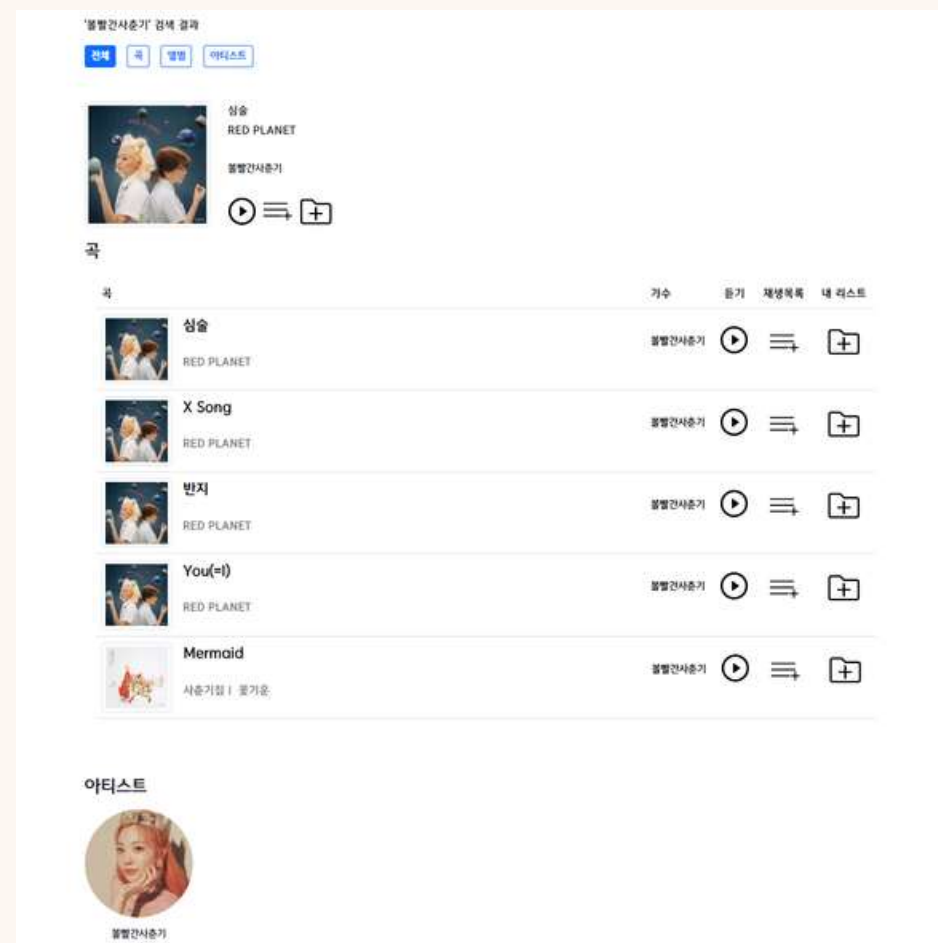 '볼빨간사춘기' 검색 결과
전체 곡 앨범 아티스트
심술
RED PLANET
볼빨간사춘기
곡
곡 가수 듣기 재생목록 내 리스트
심술
RED PLANET
볼빨간사춘기
X Song
RED PLANET
볼빨간사춘기
반지
RED PLANET
볼빨간사춘기
You(=I)
RED PLANET
볼빨간사춘기
Mermaid
사춘기집 I 꽃기운
볼빨간사춘기
아티스트
볼빨간사춘기